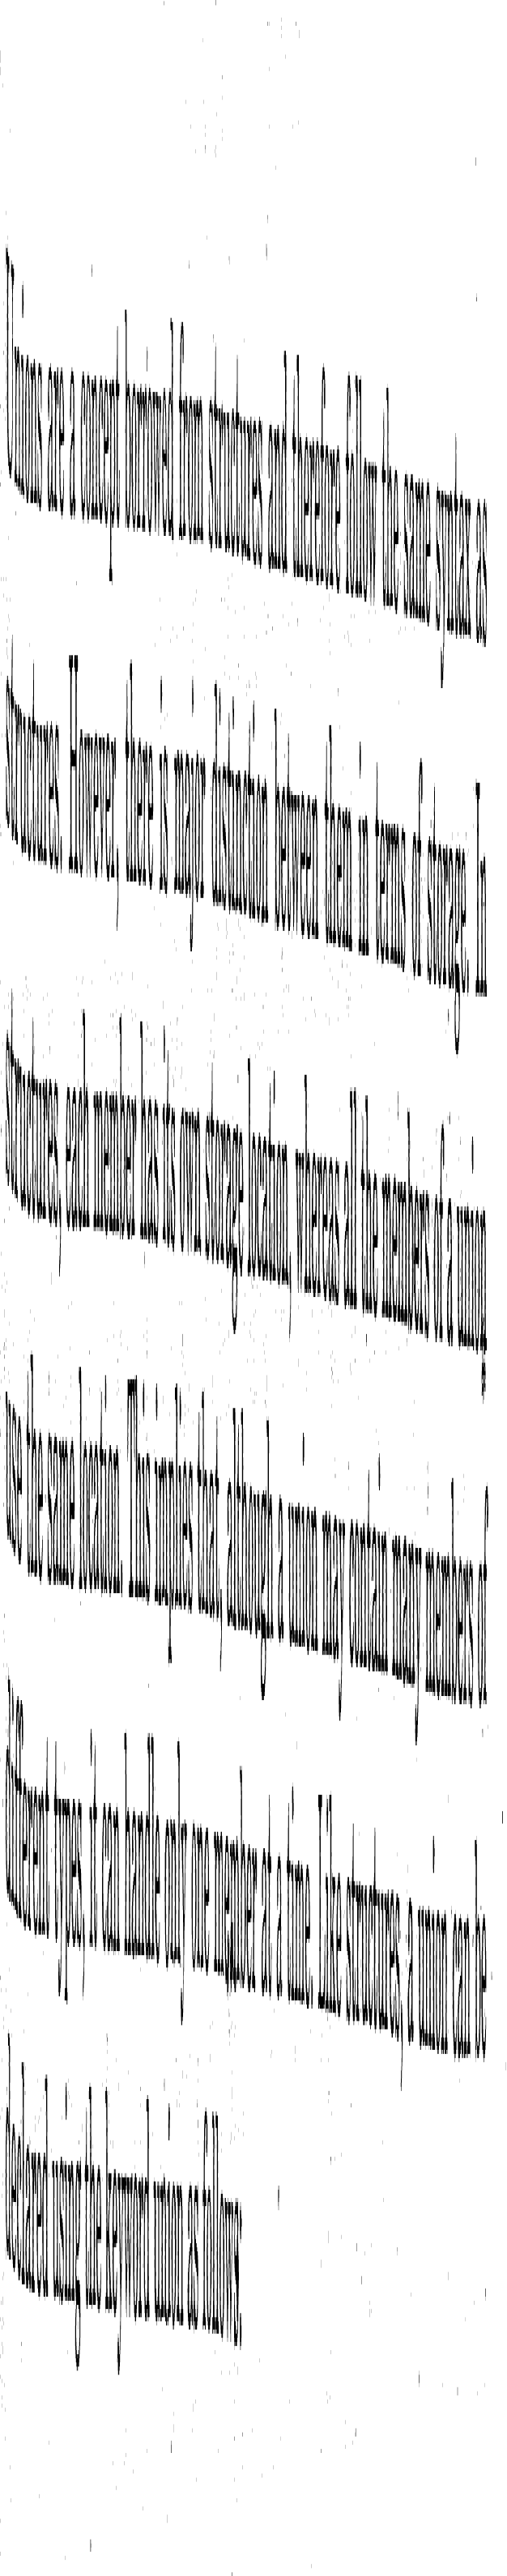 Unions are a concept borrowed from structures and therefore follow the same syntax as
structures. However, there is major distinction between them in terms of storage. In
structures, each member has its own storage location, whereas all the members of a union
use the same location. This implies that, although a union may contain many members of
different types, it can handle only one member at a time. Like structures, a union can be
declared using the keyword union as follows: